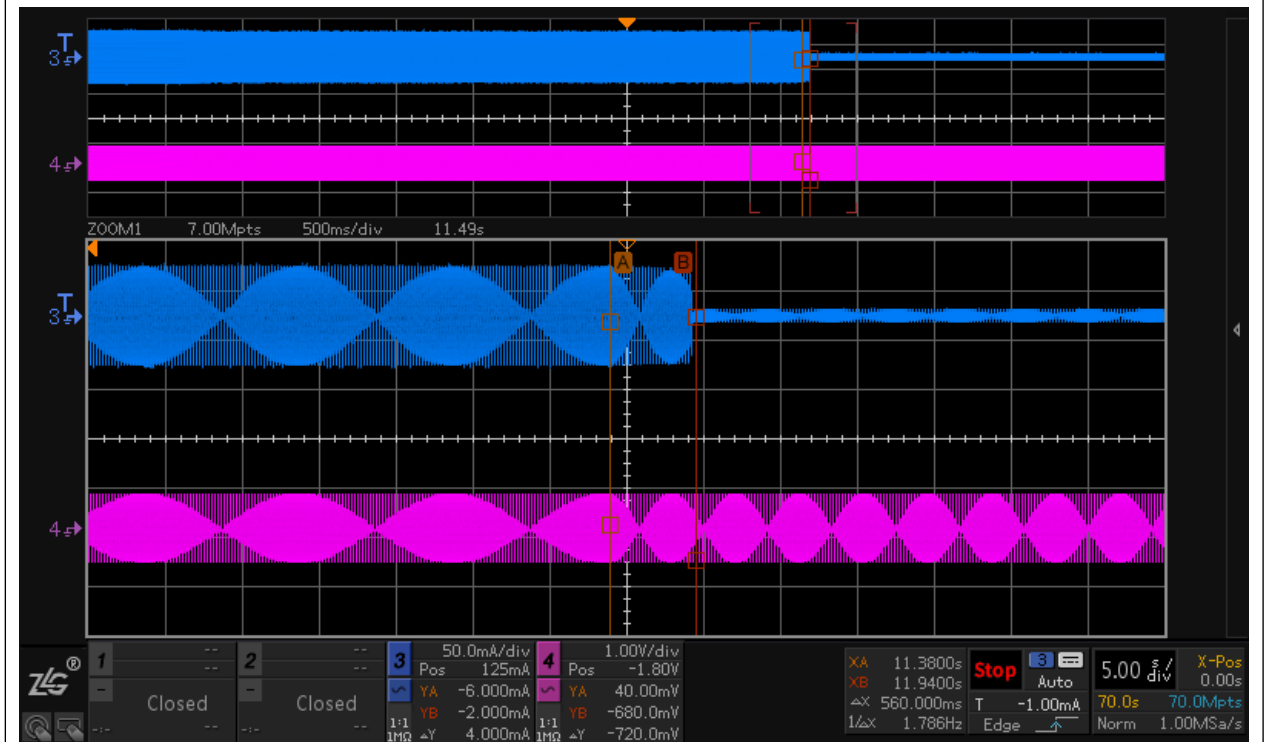 T
3
4
ZOOM1 7.00Mpts 500ms/div 11.49s
A B
T
3
4
ZLG®
1 -- --
- Closed
-:- --
2 -- --
- Closed
-:- --
3 50.0mA/div
Pos 125mA
YA -6.000mA
YB -2.000mA
1:1 1MΩ △Y 4.000mA
4 1.00V/div
Pos -1.80V
YA 40.00mV
YB -680.0mV
1:1 1MΩ △Y -720.0mV
XA 11.3800s
XB 11.9400s
△X 560.000ms
1/△X 1.786Hz
Stop 3 Auto
T -1.00mA
Edge
5.00 s/div
X-Pos 0.00s
70.0s 70.0Mpts
Norm 1.00MSa/s